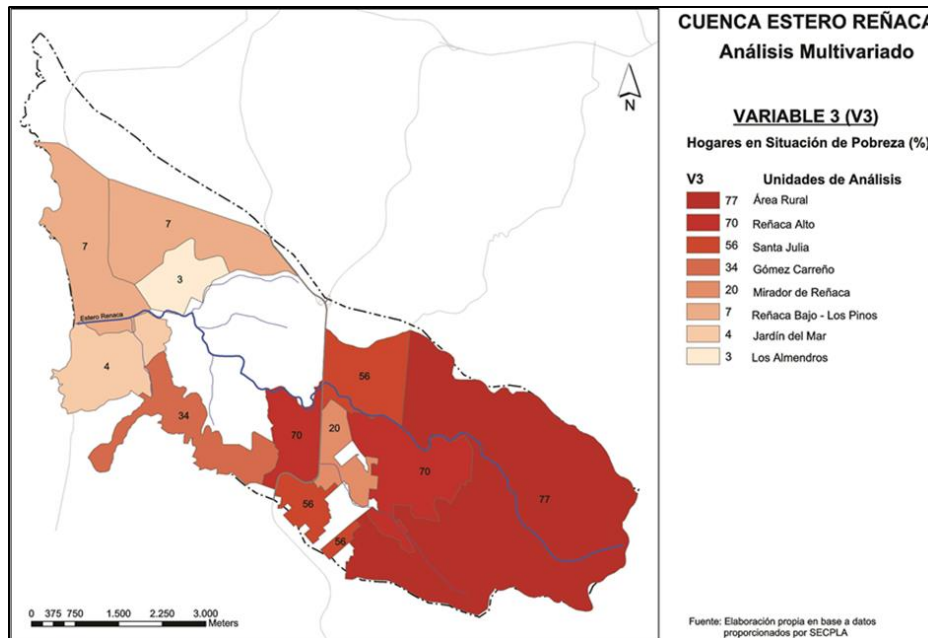 CUENCA ESTERO REÑACA
Análisis Multivariado
N
VARIABLE 3 (V3)
Hogares en Situación de Pobreza (%)
V3 Unidades de Análisis
77 Área Rural
70 Reñaca Alto
56 Santa Julia
34 Gómez Carreño
20 Mirador de Reñaca
7 Reñaca Bajo - Los Pinos
4 Jardín del Mar
3 Los Almendros
7
7
3
Estero Renaca
4
34
56
70
20
70
56
77
56
0 375 750 1.500 2.250 3.000
Meters
Fuente: Elaboración propia en base a datos
proporcionados por SECPLA